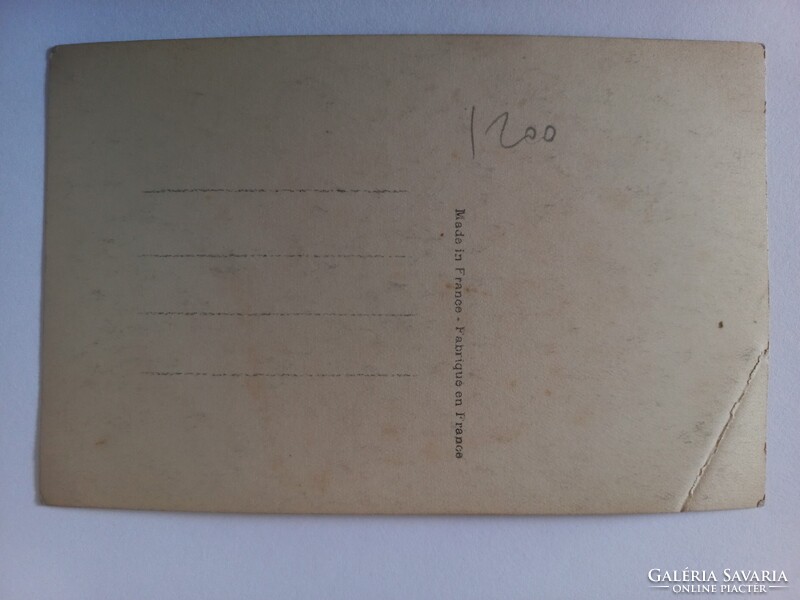 1200
Made in France - Fabriqué en France
GALÉRIA SAVARIA
ONLINE PIACTÉR